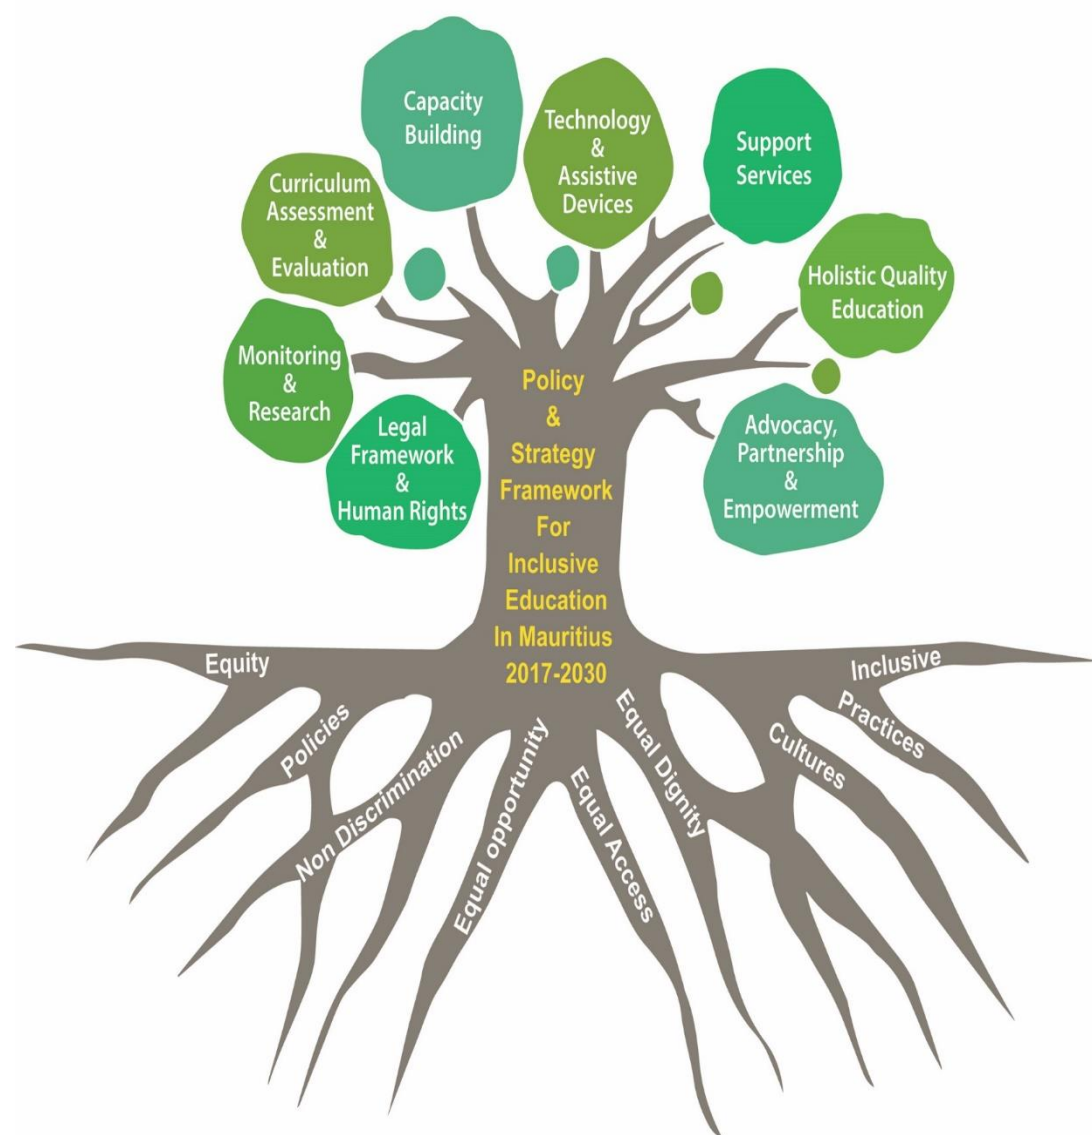 Capacity
Building
Technology
&
Assistive
Devices
Support
Services
Curriculum
Assessment
&
Evaluation
Holistic Quality
Education
Monitoring
&
Research
Legal
Framework
&
Human Rights
Advocacy,
Partnership
&
Empowerment
Policy
&
Strategy
Framework
For
Inclusive
Education
In Mauritius
2017-2030
Equity
Policies
Non Discrimination
Equal opportunity
Equal Access
Equal Dignity
Cultures
Practices
Inclusive